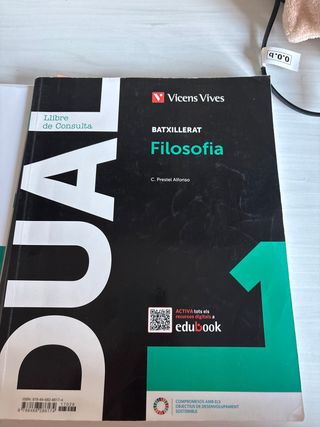 Llibre
de Consulta
DUAL
Vicens Vives
BATXILLERAT
Filosofia
C. Prestel Alfonso
1
ACTIVA tots els
recursos digitals a
edubook
COMPROMESOS AMB ELS
OBJECTIUS DE DESENVOLUPAMENT
SOSTENIBLE